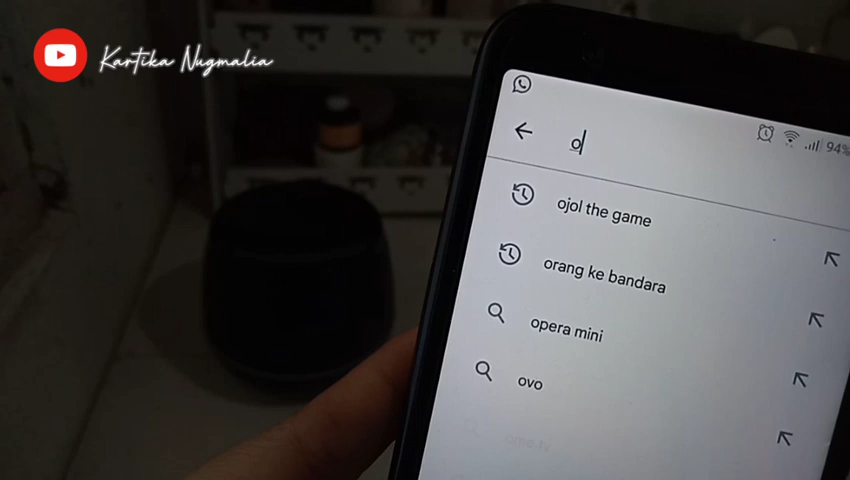 Kartika Nugmalia
94%
o
ojol the game
orang ke bandara
opera mini
ovo